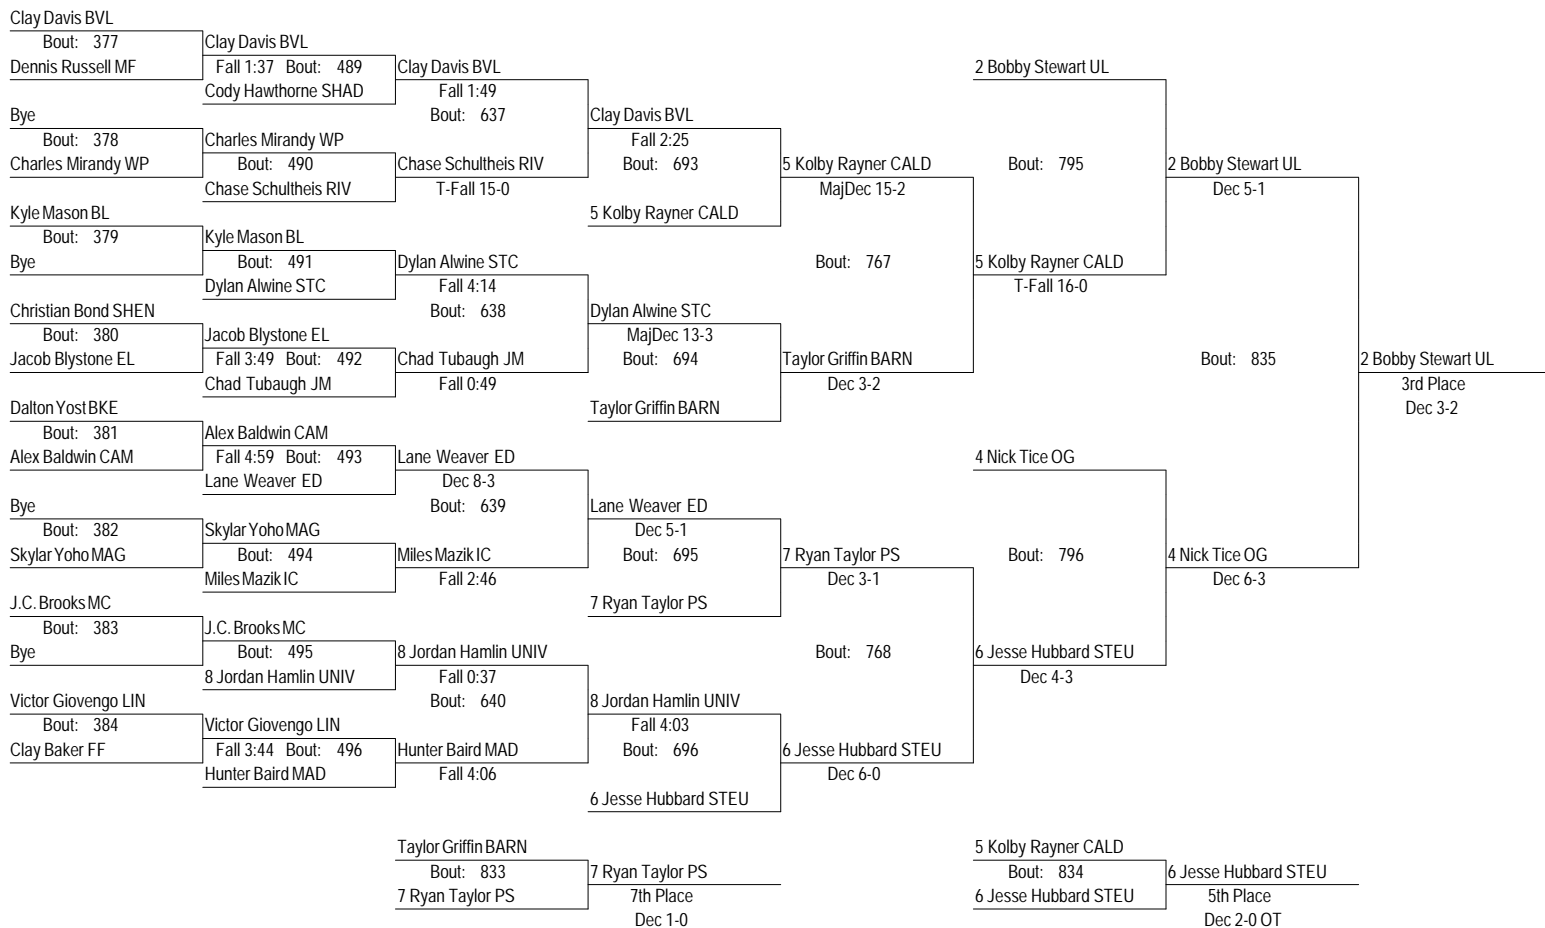 Clay Davis BVL
Bout: 377
Dennis Russell MF
Bye
Bout: 378
Charles Mirandy WP
Kyle Mason BL
Bout: 379
Bye
Christian Bond SHEN
Bout: 380
Jacob Blystone EL
Dalton Yost BKE
Bout: 381
Alex Baldwin CAM
Bye
Bout: 382
Skylar Yoho MAG
J.C. Brooks MC
Bout: 383
Bye
Victor Giovengo LIN
Bout: 384
Clay Baker FF
Clay Davis BVL
Fall 1:37 Bout: 489
Cody Hawthorne SHAD
Charles Mirandy WP
Bout: 490
Chase Schultheis RIV
Kyle Mason BL
Bout: 491
Dylan Alwine STC
Jacob Blystone EL
Fall 3:49 Bout: 492
Chad Tubaugh JM
Alex Baldwin CAM
Fall 4:59 Bout: 493
Lane Weaver ED
Skylar Yoho MAG
Bout: 494
Miles Mazik IC
J.C. Brooks MC
Bout: 495
8 Jordan Hamlin UNIV
Victor Giovengo LIN
Fall 3:44 Bout: 496
Hunter Baird MAD
Clay Davis BVL
Fall 1:49
Bout: 637
Chase Schultheis RIV
T-Fall 15-0
Dylan Alwine STC
Fall 4:14
Bout: 638
Chad Tubaugh JM
Fall 0:49
Lane Weaver ED
Dec 8-3
Bout: 639
Miles Mazik IC
Fall 2:46
8 Jordan Hamlin UNIV
Fall 0:37
Bout: 640
Hunter Baird MAD
Fall 4:06
Clay Davis BVL
Fall 2:25
Bout: 693
5 Kolby Rayner CALD
Dylan Alwine STC
MajDec 13-3
Bout: 694
Taylor Griffin BARN
Lane Weaver ED
Dec 5-1
Bout: 695
7 Ryan Taylor PS
8 Jordan Hamlin UNIV
Fall 4:03
Bout: 696
6 Jesse Hubbard STEU
5 Kolby Rayner CALD
MajDec 15-2
Bout: 767
Taylor Griffin BARN
Dec 3-2
7 Ryan Taylor PS
Dec 3-1
Bout: 768
6 Jesse Hubbard STEU
Dec 6-0
2 Bobby Stewart UL
Bout: 795
5 Kolby Rayner CALD
T-Fall 16-0
4 Nick Tice OG
Bout: 796
6 Jesse Hubbard STEU
Dec 4-3
2 Bobby Stewart UL
Dec 5-1
Bout: 835
4 Nick Tice OG
Dec 6-3
2 Bobby Stewart UL
3rd Place
Dec 3-2
Taylor Griffin BARN
Bout: 833
7 Ryan Taylor PS
7 Ryan Taylor PS
7th Place
Dec 1-0
5 Kolby Rayner CALD
Bout: 834
6 Jesse Hubbard STEU
6 Jesse Hubbard STEU
5th Place
Dec 2-0 OT